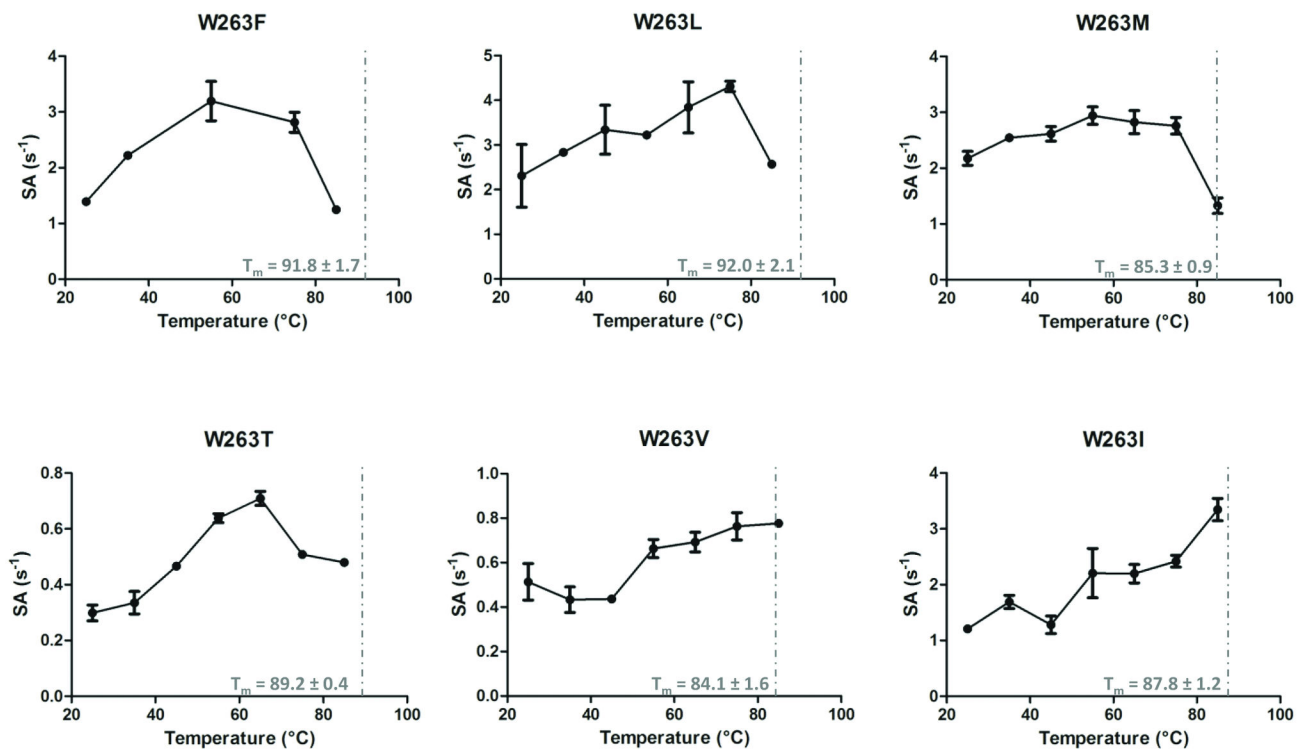 W263F
W263L
W263M
SA (s⁻¹)
4
3
2
1
0
20
40
60
80
100
Tₘ = 91.8 ± 1.7
Temperature (°C)
SA (s⁻¹)
5
4
3
2
1
0
20
40
60
80
100
Tₘ = 92.0 ± 2.1
Temperature (°C)
SA (s⁻¹)
4
3
2
1
0
20
40
60
80
100
Tₘ = 85.3 ± 0.9
Temperature (°C)
W263T
W263V
W263I
SA (s⁻¹)
0.8
0.6
0.4
0.2
0.0
20
40
60
80
100
Tₘ = 89.2 ± 0.4
Temperature (°C)
SA (s⁻¹)
1.0
0.8
0.6
0.4
0.2
0.0
20
40
60
80
100
Tₘ = 84.1 ± 1.6
Temperature (°C)
SA (s⁻¹)
4
3
2
1
0
20
40
60
80
100
Tₘ = 87.8 ± 1.2
Temperature (°C)